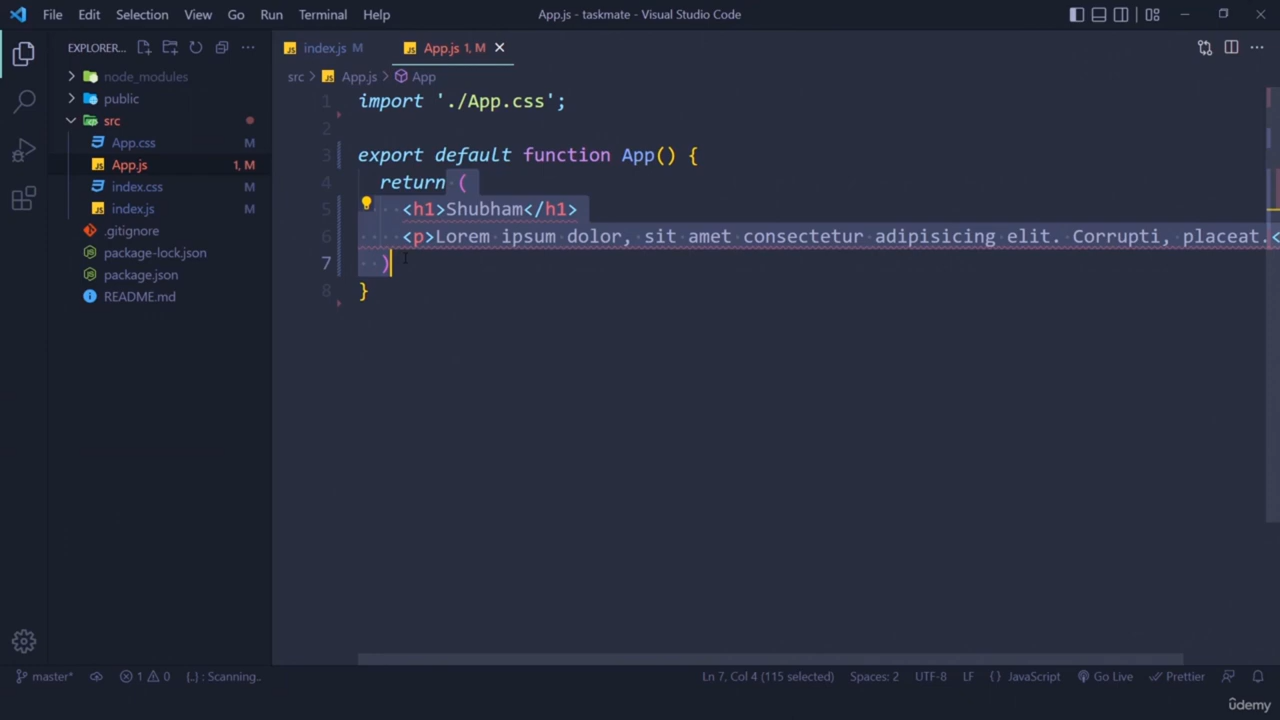 File Edit Selection View Go Run Terminal Help App.js - taskmate - Visual Studio Code
EXPLORER...
index.js M
App.js 1, M
node_modules
public
src
App.css M
App.js 1, M
index.css M
index.js M
.gitignore
package-lock.json
package.json
README.md
src > App.js > App
1 import './App.css';
2
3 export default function App() {
4 return (
5 <h1>Shubham</h1>
6 <p>Lorem ipsum dolor, sit amet consectetur adipisicing elit. Corrupti, placeat.<
7 )
8 }
master* 1 0 {..} : Scanning.. Ln 7, Col 4 (115 selected) Spaces: 2 UTF-8 LF {} JavaScript Go Live Prettier
ûdemy